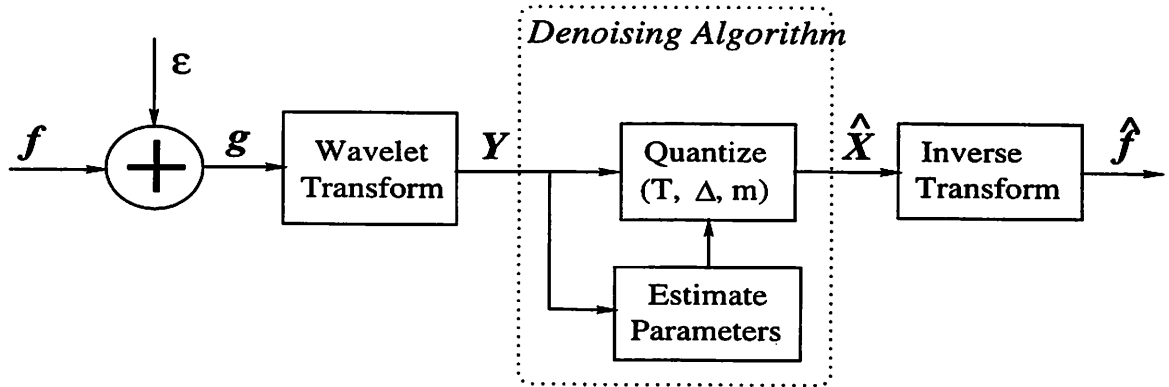 Denoising Algorithm
ε
f
g
Wavelet
Transform
Y
Quantize
(T, Δ, m)
X̂
Inverse
Transform
f̂
Estimate
Parameters